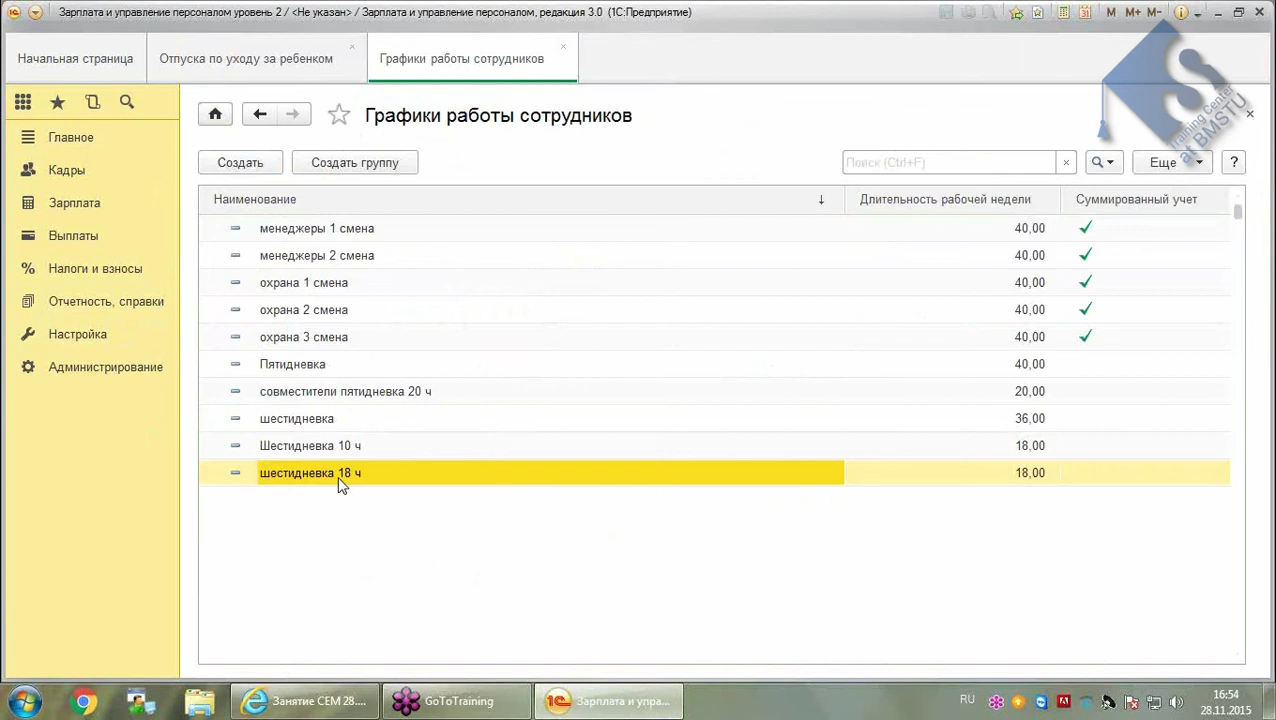 Зарплата и управление персоналом уровень 2 / <Не указан> / Зарплата и управление персоналом, редакция 3.0 (1С:Предприятие)
M M+ M-
Начальная страница
Отпуска по уходу за ребенком
Графики работы сотрудников
Training Center
at BMSTU
Главное
Кадры
Зарплата
Выплаты
Налоги и взносы
Отчетность, справки
Настройка
Администрирование
Графики работы сотрудников
Создать
Создать группу
Поиск (Ctrl+F)
Еще
?
Наименование
Длительность рабочей недели
Суммированный учет
менеджеры 1 смена 40,00
менеджеры 2 смена 40,00
охрана 1 смена 40,00
охрана 2 смена 40,00
охрана 3 смена 40,00
Пятидневка 40,00
совместители пятидневка 20 ч 20,00
шестидневка 36,00
Шестидневка 10 ч 18,00
шестидневка 18 ч 18,00
Занятие СЕМ 28....
GoToTraining
Зарплата и упра...
RU
16:54
28.11.2015